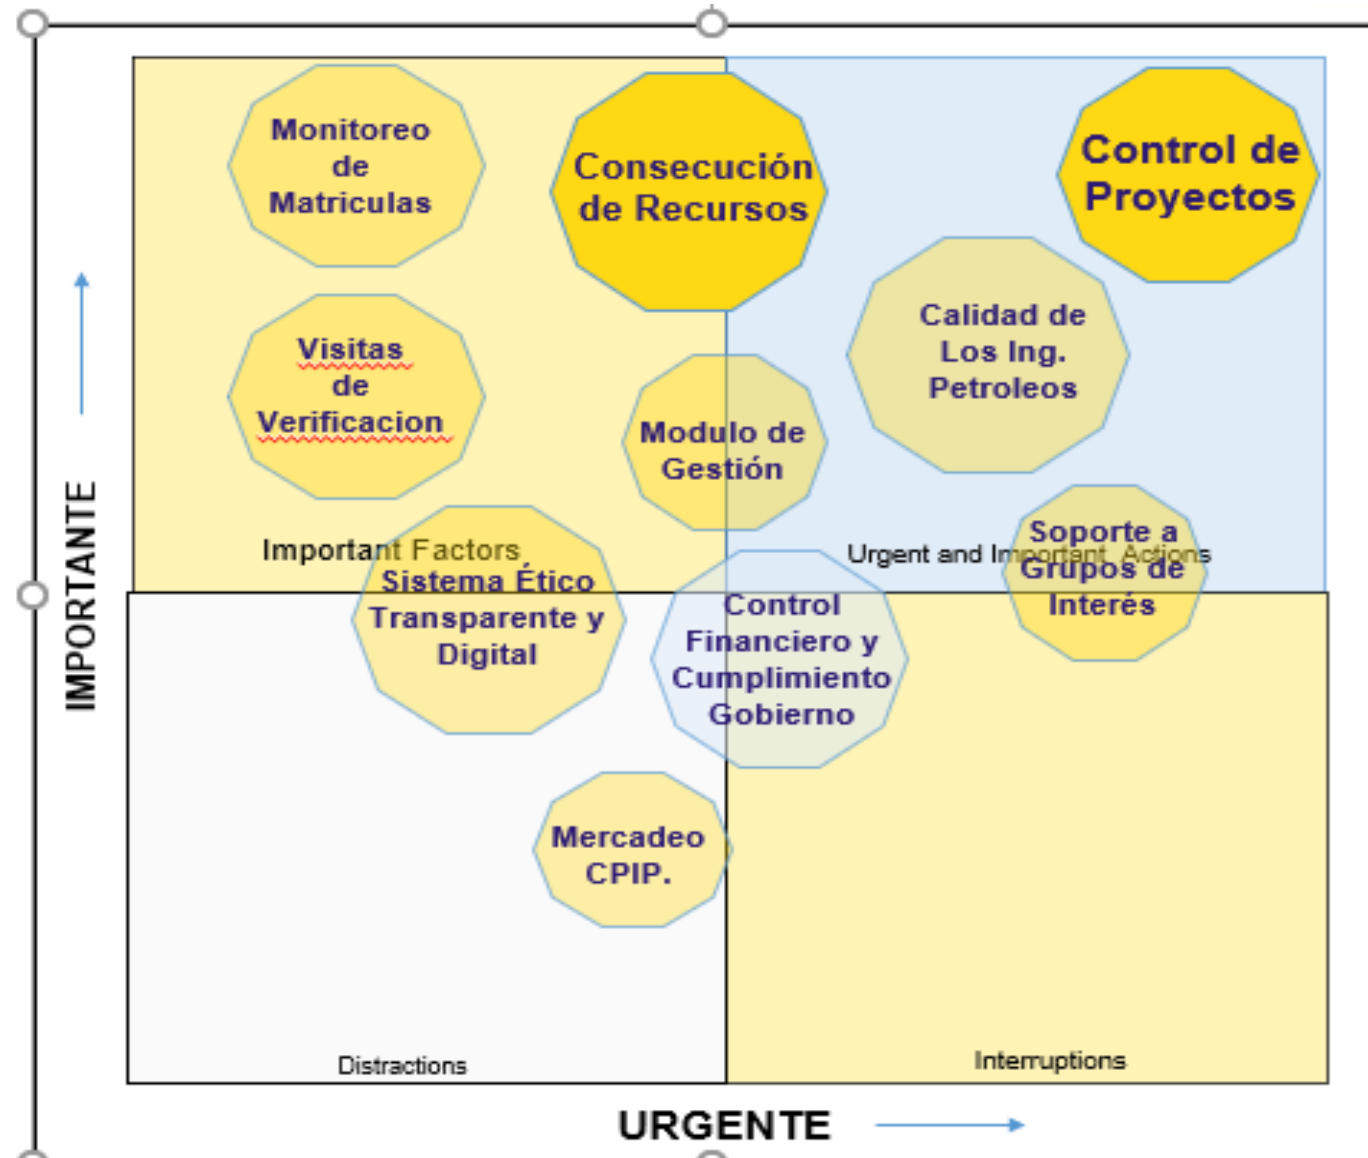 Monitoreo
de
Matriculas
Consecución
de Recursos
Control de
Proyectos
Calidad de
Los Ing.
Petroleos
Visitas
de
Verificacion
Modulo de
Gestión
Important Factors
Urgent and Important Actions
Soporte a
Grupos de
Interés
Sistema Ético
Transparente y
Digital
Control
Financiero y
Cumplimiento
Gobierno
Mercadeo
CPIP.
Distractions
Interruptions
IMPORTANTE
URGENTE